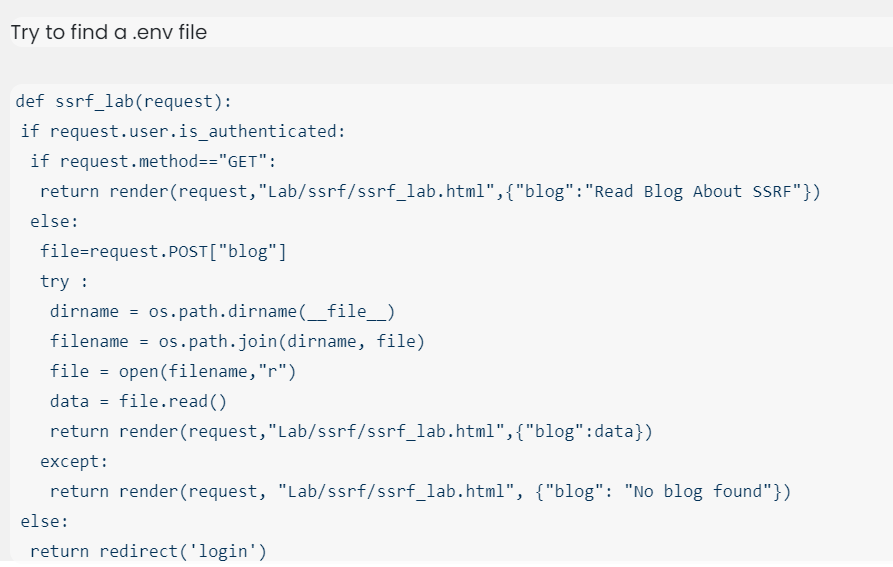 Try to find a .env file
def ssrf_lab(request):
if request.user.is_authenticated:
if request.method=="GET":
return render(request,"Lab/ssrf/ssrf_lab.html",{"blog":"Read Blog About SSRF"})
else:
file=request.POST["blog"]
try :
dirname = os.path.dirname(__file__)
filename = os.path.join(dirname, file)
file = open(filename,"r")
data = file.read()
return render(request,"Lab/ssrf/ssrf_lab.html",{"blog":data})
except:
return render(request, "Lab/ssrf/ssrf_lab.html", {"blog": "No blog found"})
else:
return redirect('login')